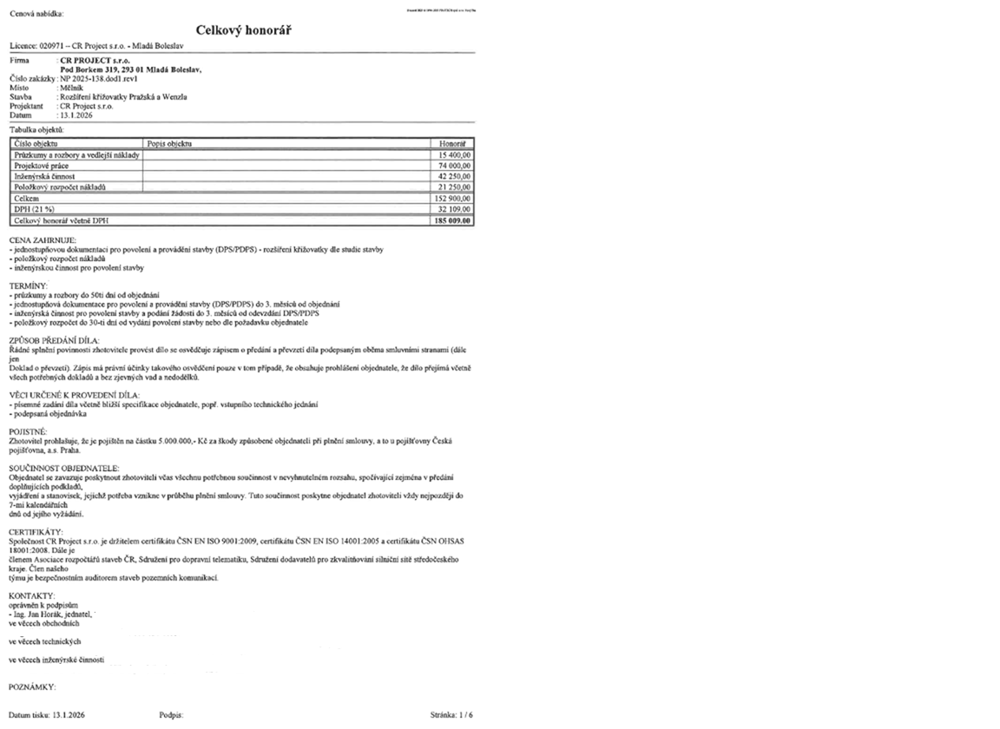 Cenová nabídka:
Celkový honorář
Licence: 020971 -- CR Project s.r.o. - Mladá Boleslav
Firma : CR PROJECT s.r.o.
Pod Borkem 319, 293 01 Mladá Boleslav,
Číslo zakázky : NP 2025-138.dod1.rev1
Místo : Mělník
Stavba : Rozšíření křižovatky Pražská a Wenzla
Projektant : CR Project s.r.o.
Datum : 13.1.2026
Tabulka objektů:
Číslo objektu Popis objektu Honorář
Průzkumy a rozbory a vedlejší náklady 15 400,00
Projektové práce 74 000,00
Inženýrská činnost 42 250,00
Položkový rozpočet nákladů 21 250,00
Celkem 152 900,00
DPH (21 %) 32 109.00
Celkový honorář včetně DPH 185 009.00
CENA ZAHRNUJE:
- jednostupňovou dokumentaci pro povolení a provádění stavby (DPS/PDPS) - rozšíření křižovatky dle studie stavby
- položkový rozpočet nákladů
- inženýrskou činnost pro povolení stavby
TERMÍNY:
- průzkumy a rozbory do 50ti dní od objednání
- jednostupňová dokumentace pro povolení a provádění stavby (DPS/PDPS) do 3. měsíců od objednání
- inženýrská činnost pro povolení stavby a podání žádosti do 3. měsíců od odevzdání DPS/PDPS
- položkový rozpočet do 30-ti dní od vydání povolení stavby nebo dle požadavku objednatele
ZPŮSOB PŘEDÁNÍ DÍLA:
Řádné splnění povinnosti zhotovitele provést dílo se osvědčuje zápisem o předání a převzetí díla podepsaným oběma smluvními stranami (dále
jen
Doklad o převzetí). Zápis má právní účinky takového osvědčení pouze v tom případě, že obsahuje prohlášení objednatele, že dílo přejímá včetně
všech potřebných dokladů a bez zjevných vad a nedodělků.
VĚCI URČENÉ K PROVEDENÍ DÍLA:
- písemné zadání díla včetně bližší specifikace objednatele, popř. vstupního technického jednání
- podepsaná objednávka
POJISTNÉ:
Zhotovitel prohlašuje, že je pojištěn na částku 5.000.000,- Kč za škody způsobené objednateli při plnění smlouvy, a to u pojišťovny Česká
pojišťovna, a.s. Praha.
SOUČINNOST OBJEDNATELE:
Objednatel se zavazuje poskytnout zhotoviteli včas všechnu potřebnou součinnost v nevyhnutelném rozsahu, spočívající zejména v předání
doplňujících podkladů,
vyjádření a stanovisek, jejichž potřeba vznikne v průběhu plnění smlouvy. Tuto součinnost poskytne objednatel zhotoviteli vždy nejpozději do
7-mi kalendářních
dnů od jejího vyžádání.
CERTIFIKÁTY:
Společnost CR Project s.r.o. je držitelem certifikátu ČSN EN ISO 9001:2009, certifikátu ČSN EN ISO 14001:2005 a certifikátu ČSN OHSAS
18001:2008. Dále je
členem Asociace rozpočtářů staveb ČR, Sdružení pro dopravní telematiku, Sdružení dodavatelů pro zkvalitňování silniční sítě středočeského
kraje. Člen našeho
týmu je bezpečnostním auditorem staveb pozemních komunikací.
KONTAKTY:
oprávněn k podpisům
- Ing. Jan Horák, jednatel,
ve věcech obchodních
ve věcech technických
ve věcech inženýrské činnosti
POZNÁMKY:
Datum tisku: 13.1.2026 Podpis: Stránka: 1 / 6